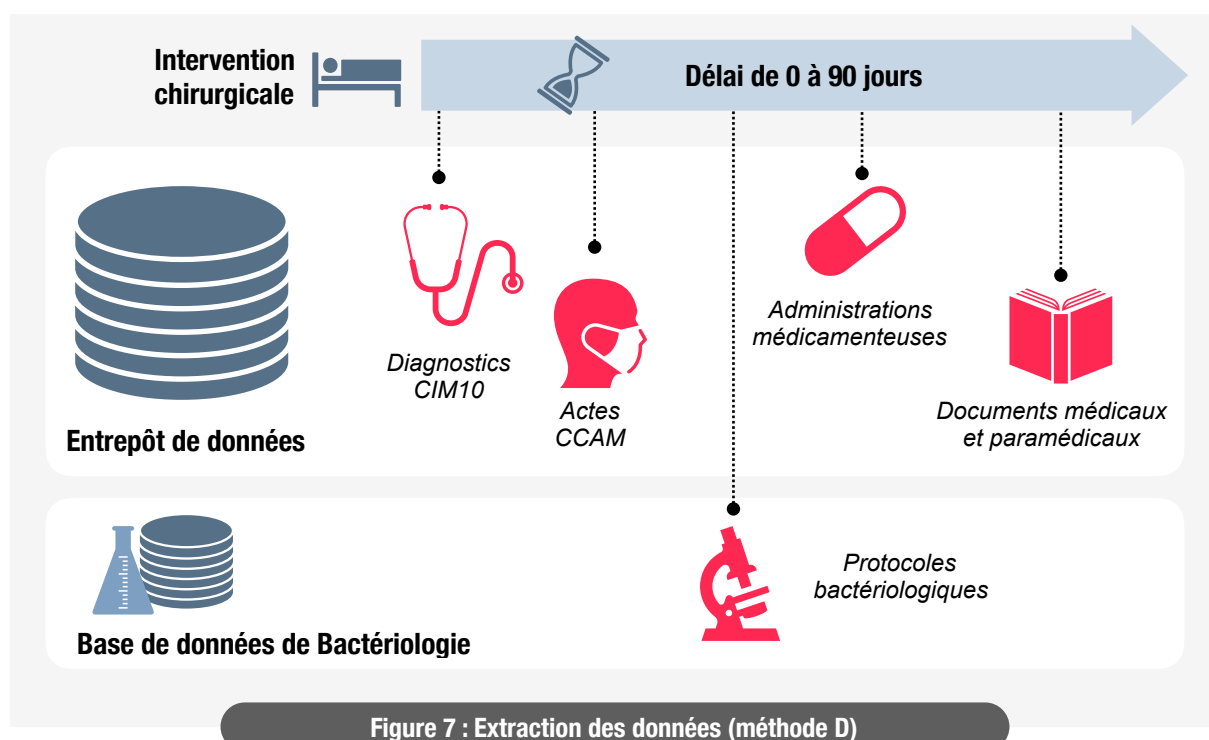 Intervention
chirurgicale
Délai de 0 à 90 jours
Diagnostics
CIM10
Actes
CCAM
Administrations
médicamenteuses
Documents médicaux
et paramédicaux
Entrepôt de données
Protocoles
bactériologiques
Base de données de Bactériologie
Figure 7 : Extraction des données (méthode D)